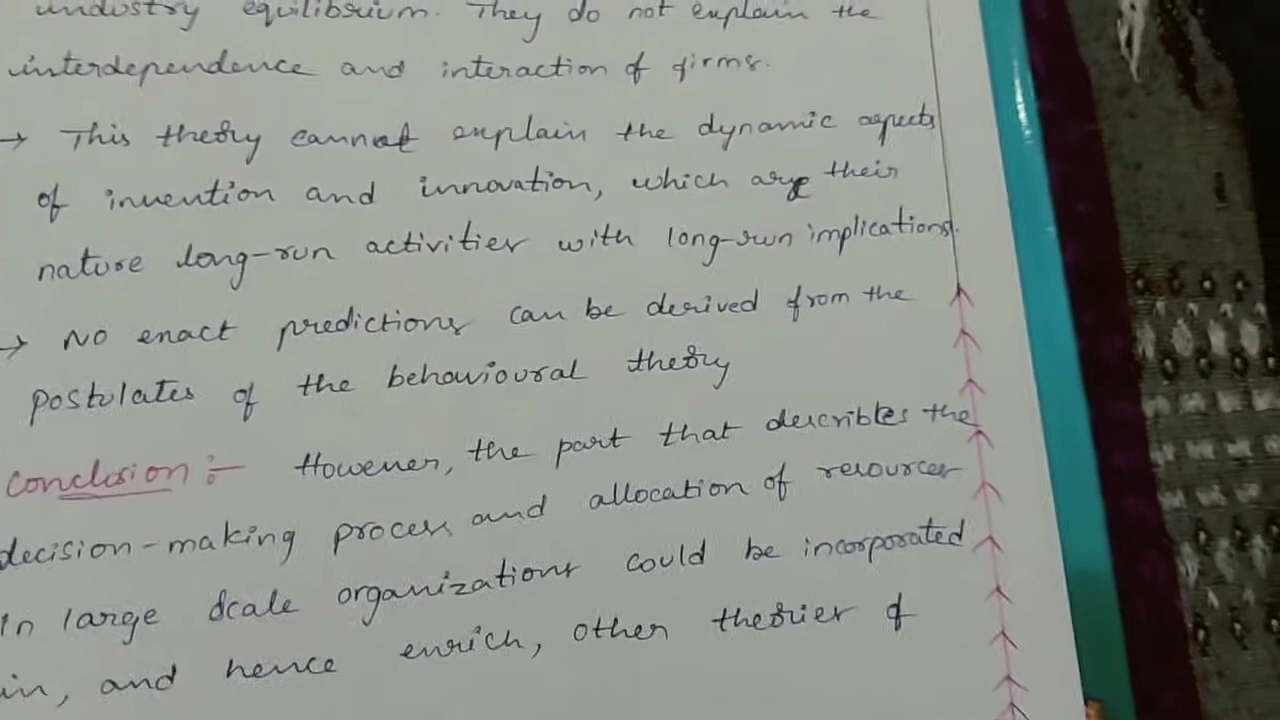 industry equilibrium. They do not explain the
interdependence and interaction of firms.
→ This theory cannot explain the dynamic aspects
of invention and innovation, which are their
nature long-run activities with long-run implications.
→ No exact predictions can be derived from the
postulates of the behavioural theory
Conclusion :- However, the part that describles the
decision-making process and allocation of resources
In large scale organizations could be incorporated
in, and hence enrich, other theories of